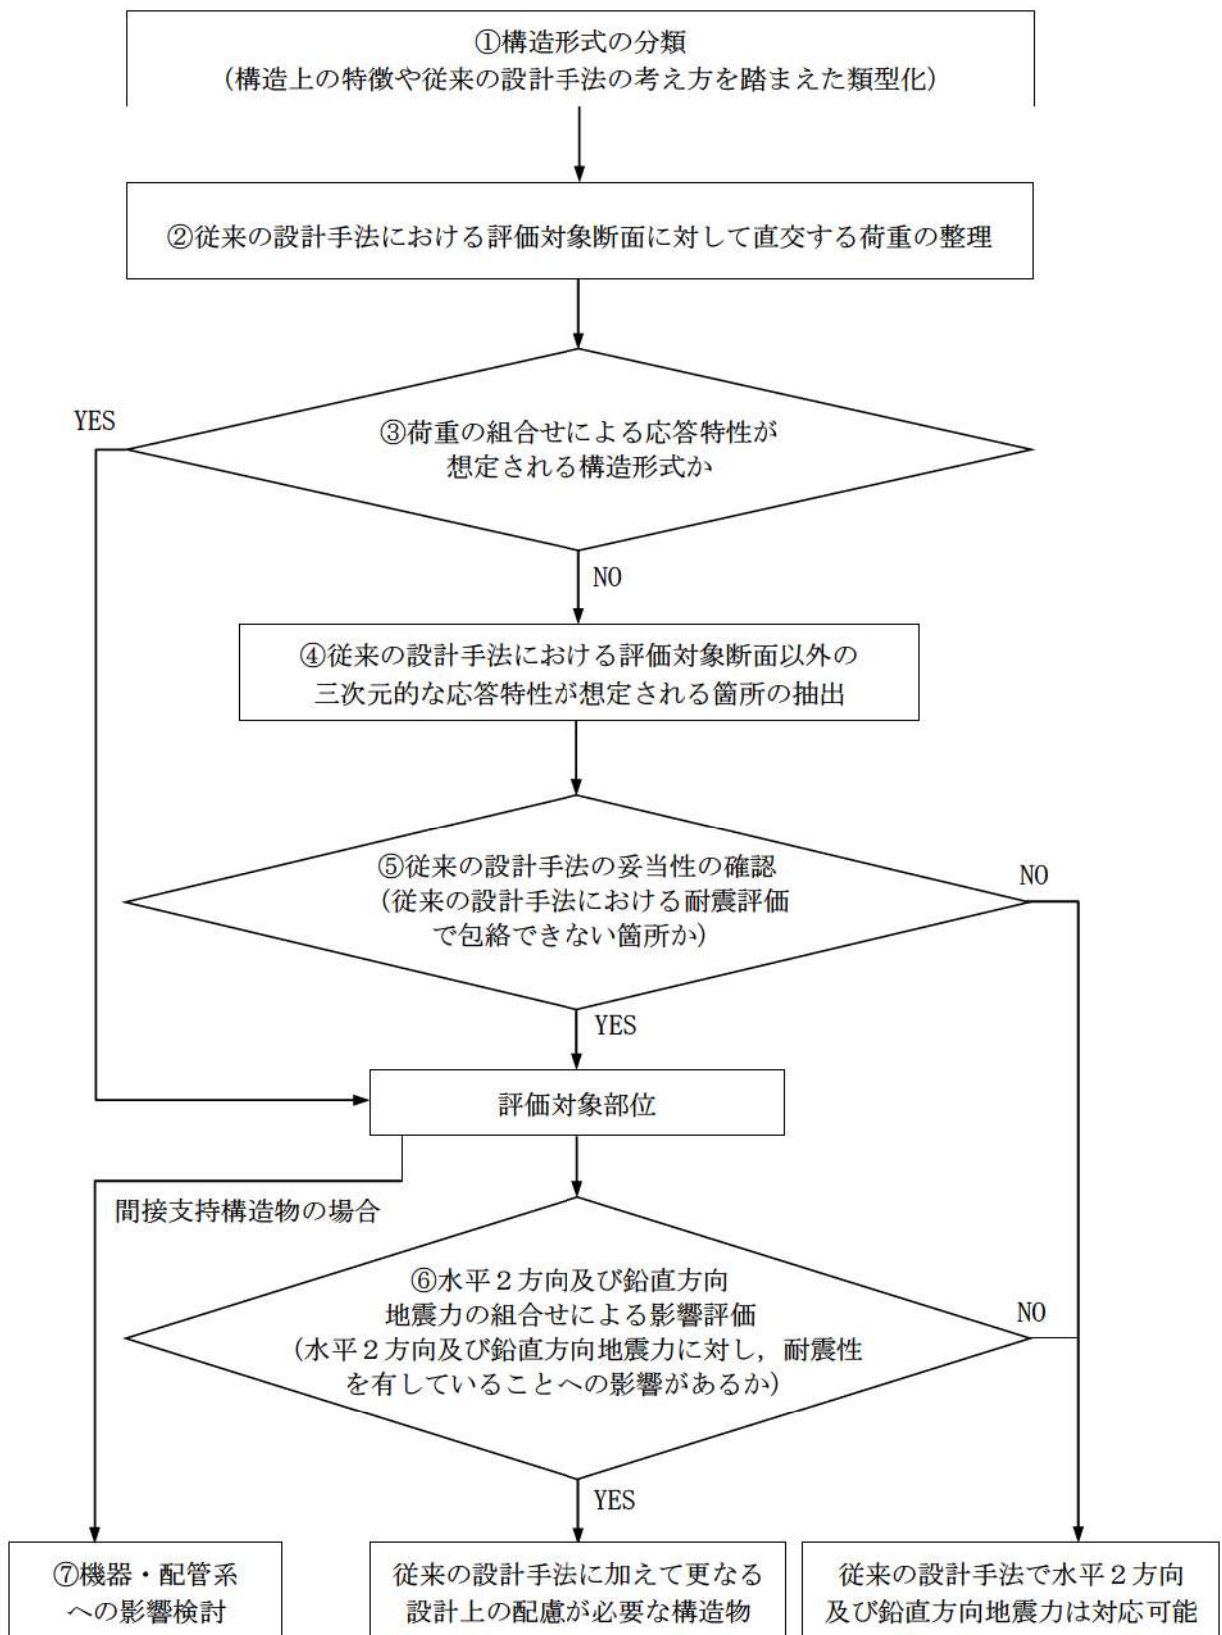 ①構造形式の分類
（構造上の特徴や従来の設計手法の考え方を踏まえた類型化）
②従来の設計手法における評価対象断面に対して直交する荷重の整理
YES
③荷重の組合せによる応答特性が
想定される構造形式か
NO
④従来の設計手法における評価対象断面以外の
三次元的な応答特性が想定される箇所の抽出
⑤従来の設計手法の妥当性の確認
（従来の設計手法における耐震評価
で包絡できない箇所か）
NO
YES
評価対象部位
間接支持構造物の場合
⑥水平２方向及び鉛直方向
地震力の組合せによる影響評価
（水平２方向及び鉛直方向地震力に対し，耐震性
を有していることへの影響があるか）
NO
YES
⑦機器・配管系
への影響検討
従来の設計手法に加えて更なる
設計上の配慮が必要な構造物
従来の設計手法で水平２方向
及び鉛直方向地震力は対応可能